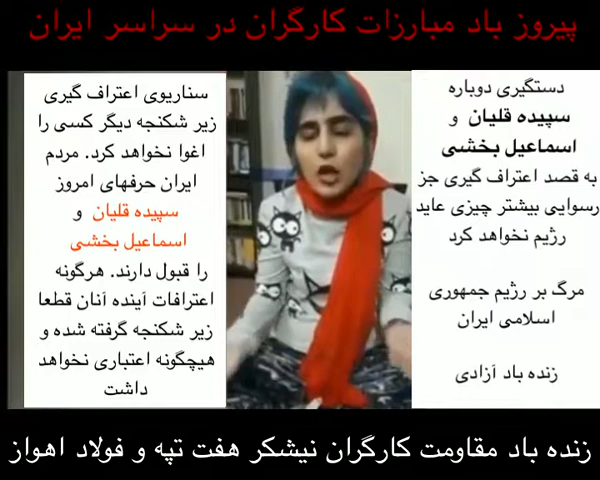 پیروز باد مبارزات کارگران در سراسر ایران
دستگیری دوباره
سپیده قلیان و
اسماعیل بخشی
به قصد اعتراف گیری جز
رسوایی بیشتر چیزی عاید
رژیم نخواهد کرد
مرگ بر رژیم جمهوری
اسلامی ایران
زنده باد آزادی
سناریوی اعتراف گیری
زیر شکنجه دیگر کسی را
اغوا نخواهد کرد. مردم
ایران حرفهای امروز
سپیده قلیان و
اسماعیل بخشی
را قبول دارند. هرگونه
اعترافات آینده آنان قطعا
زیر شکنجه گرفته شده و
هیچگونه اعتباری نخواهد
داشت
زنده باد مقاومت کارگران نیشکر هفت تپه و فولاد اهواز